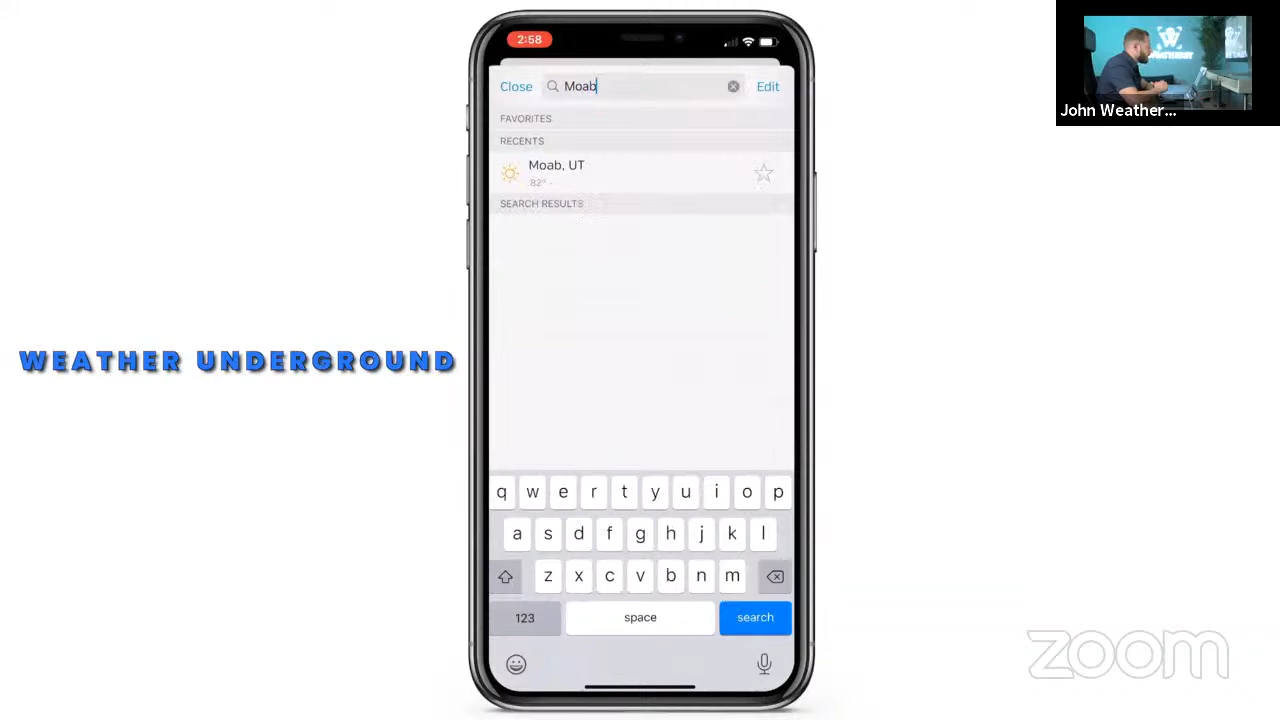 2:58
Close
Moab
Edit
FAVORITES
RECENTS
Moab, UT
82°
SEARCH RESULTS
WEATHER UNDERGROUND
q w e r t y u i o p
a s d f g h j k l
z x c v b n m
123
space
search
John Weather...
zoom